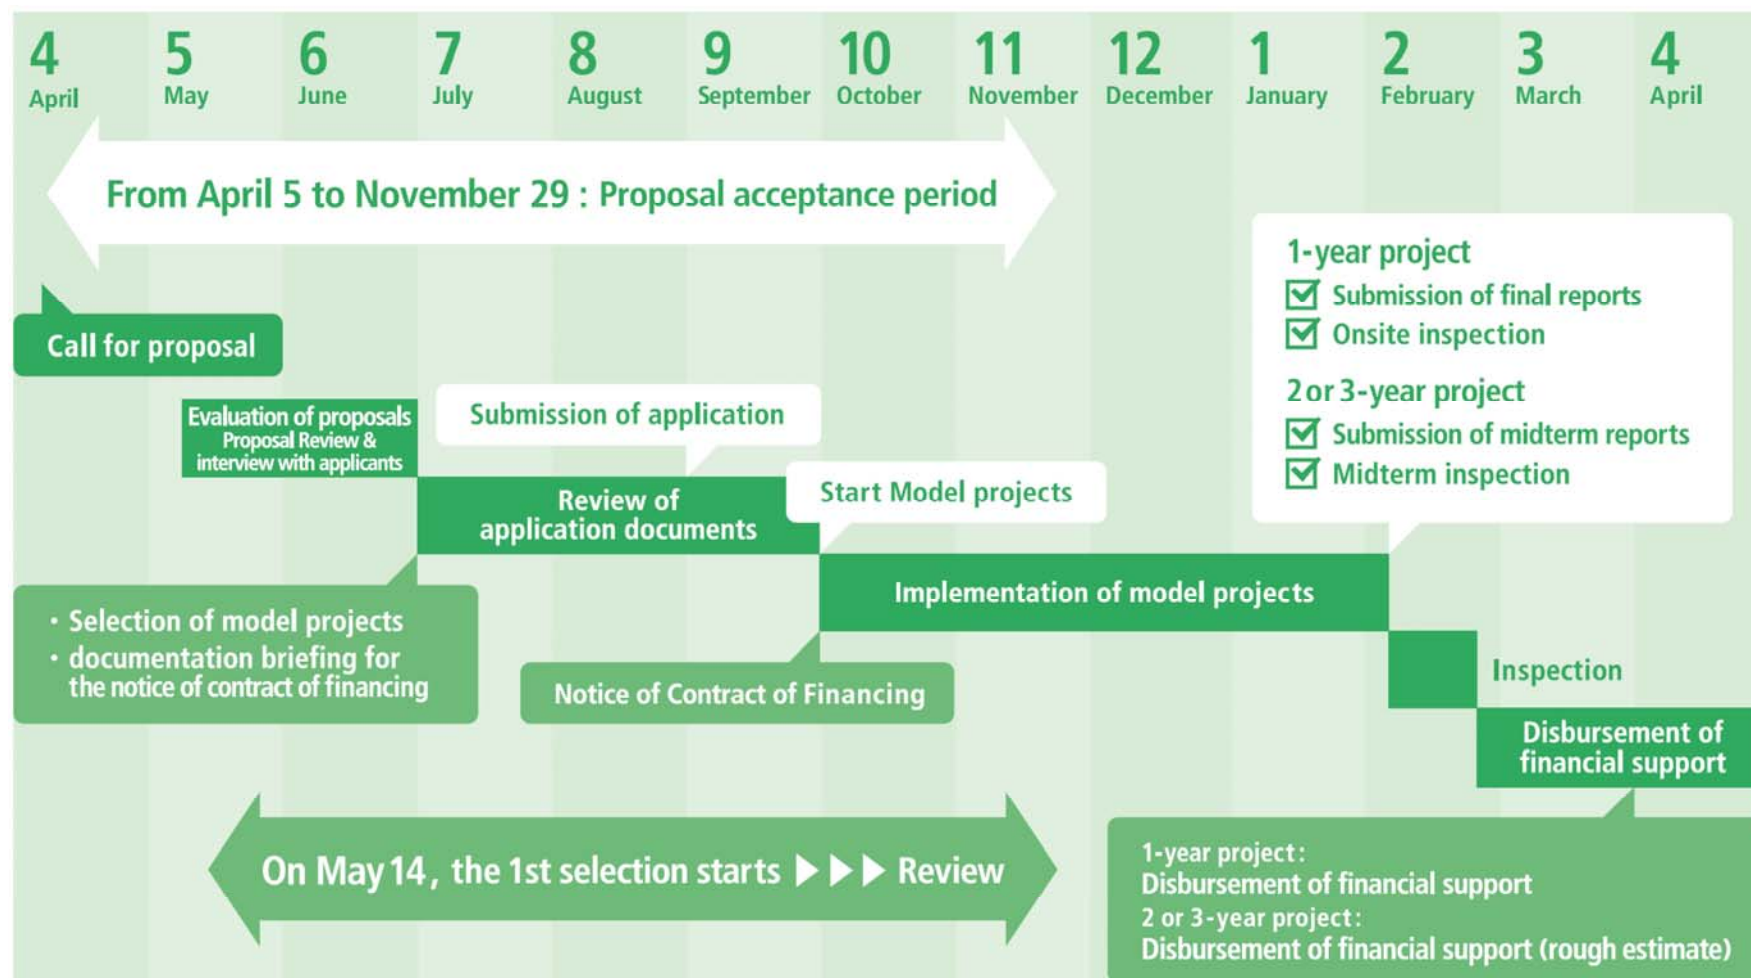 4 5 6 7 8 9 10 11 12 1 2 3 4
April May June July August September October November December January February March April
From April 5 to November 29 : Proposal acceptance period
Call for proposal
1-year project
Submission of final reports
Onsite inspection
2 or 3-year project
Submission of midterm reports
Midterm inspection
Evaluation of proposals
Proposal Review &
interview with applicants
Submission of application
Review of
application documents
Start Model projects
Implementation of model projects
・ Selection of model projects
・ documentation briefing for
the notice of contract of financing
Notice of Contract of Financing
Inspection
Disbursement of
financial support
On May 14, the 1st selection starts ▶ ▶ ▶ Review
1-year project:
Disbursement of financial support
2 or 3-year project:
Disbursement of financial support (rough estimate)